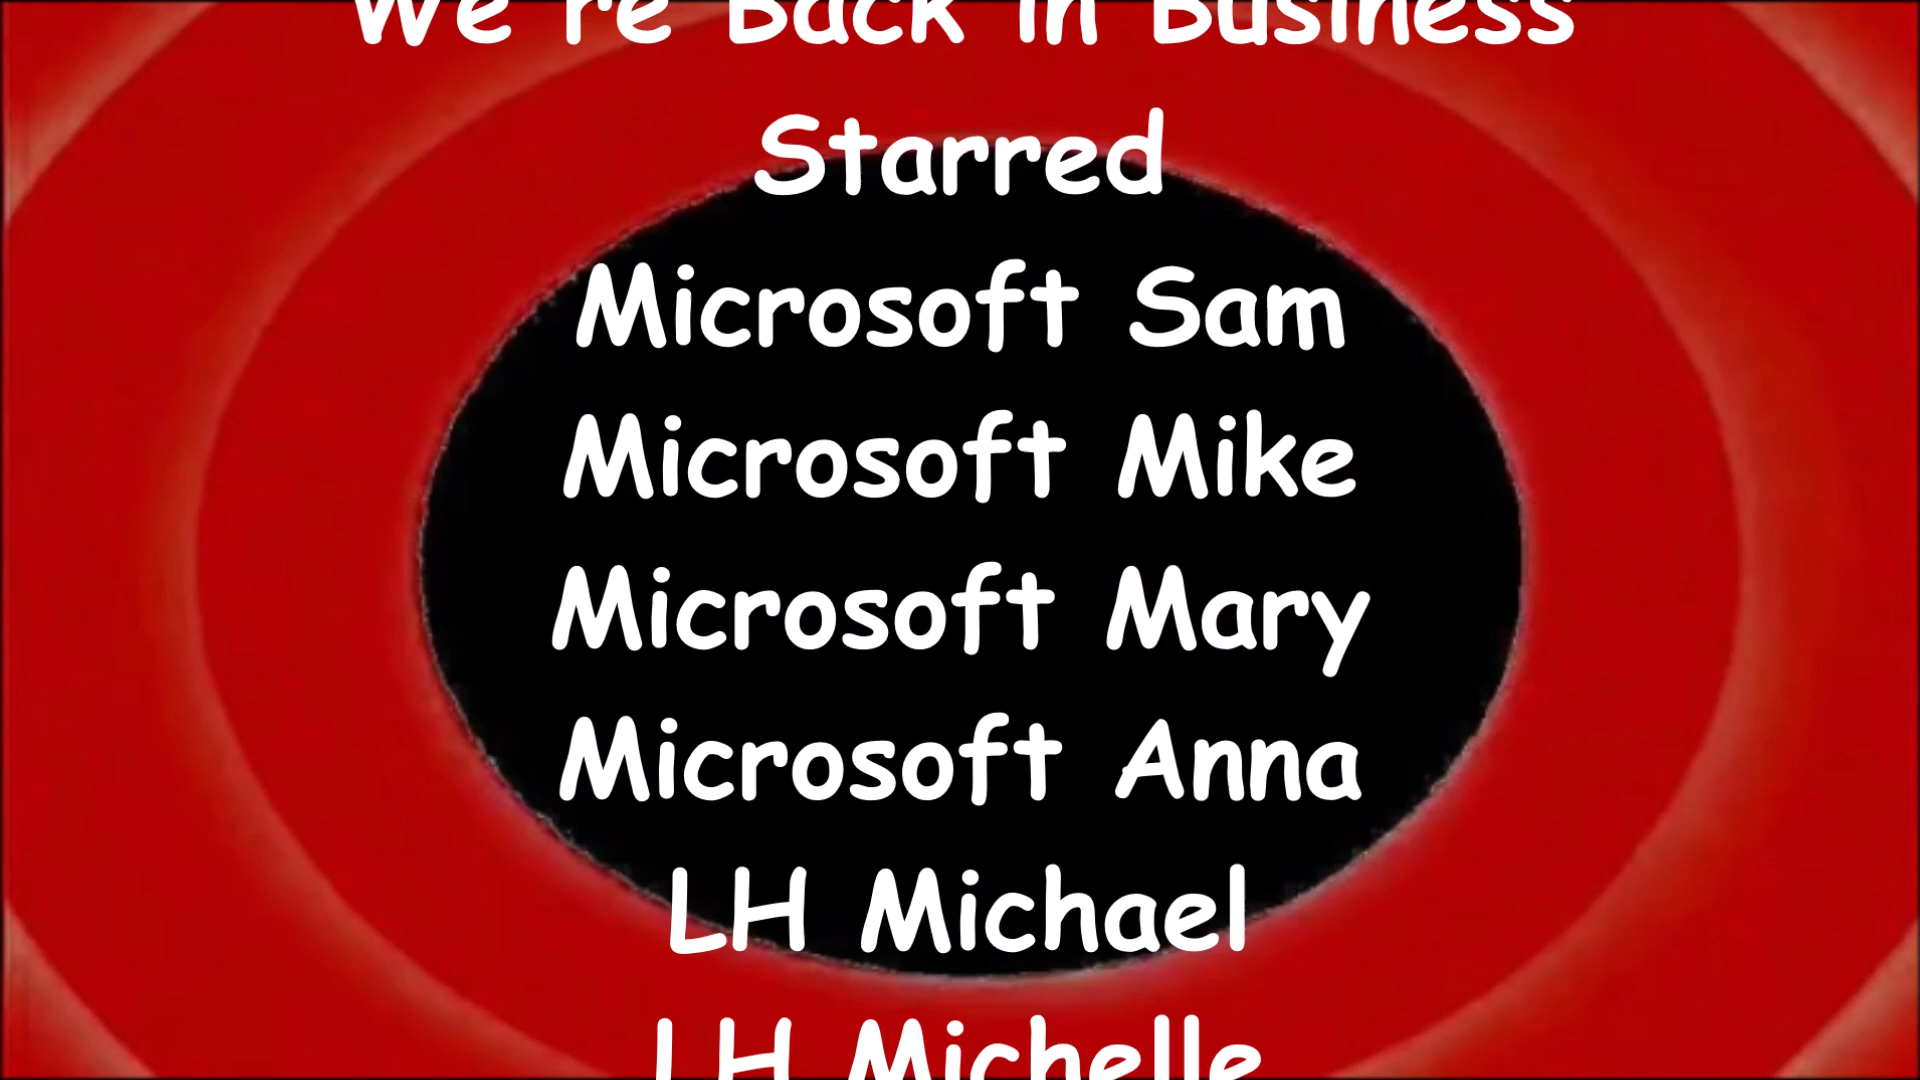 We're Back in Business
Starred
Microsoft Sam
Microsoft Mike
Microsoft Mary
Microsoft Anna
LH Michael
LH Michelle